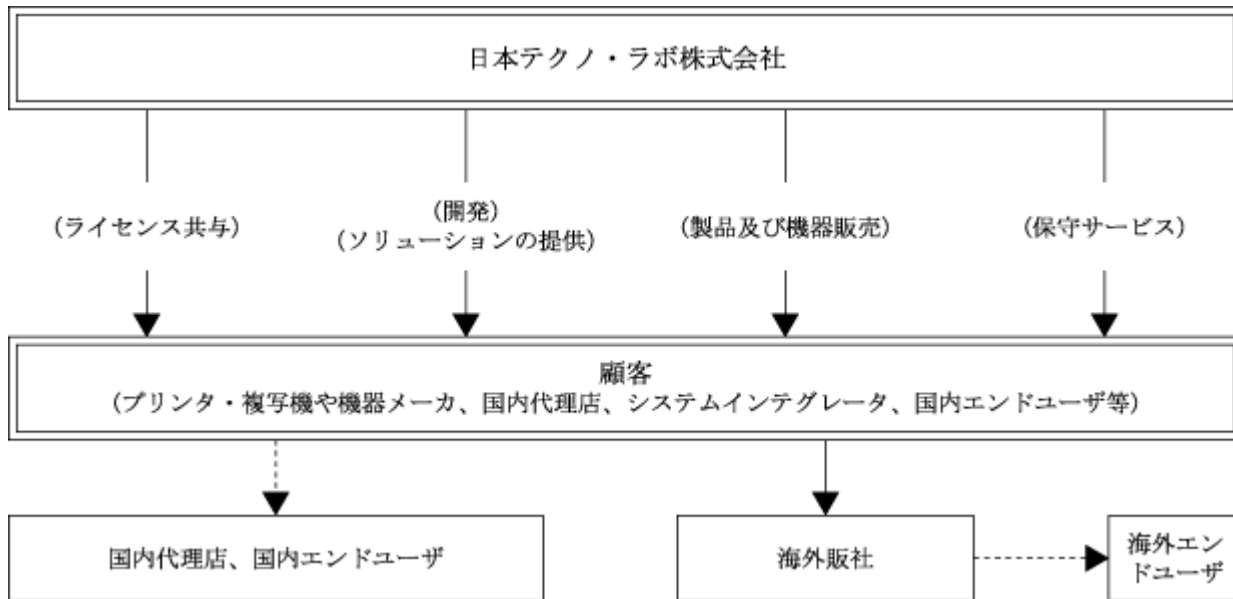 日本テクノ・ラボ株式会社
（ライセンス共与）
（開発）
（ソリューションの提供）
（製品及び機器販売）
（保守サービス）
顧客
（プリンタ・複写機や機器メーカ、国内代理店、システムインテグレータ、国内エンドユーザ等）
国内代理店、国内エンドユーザ
海外販社
海外エン
ドユーザ